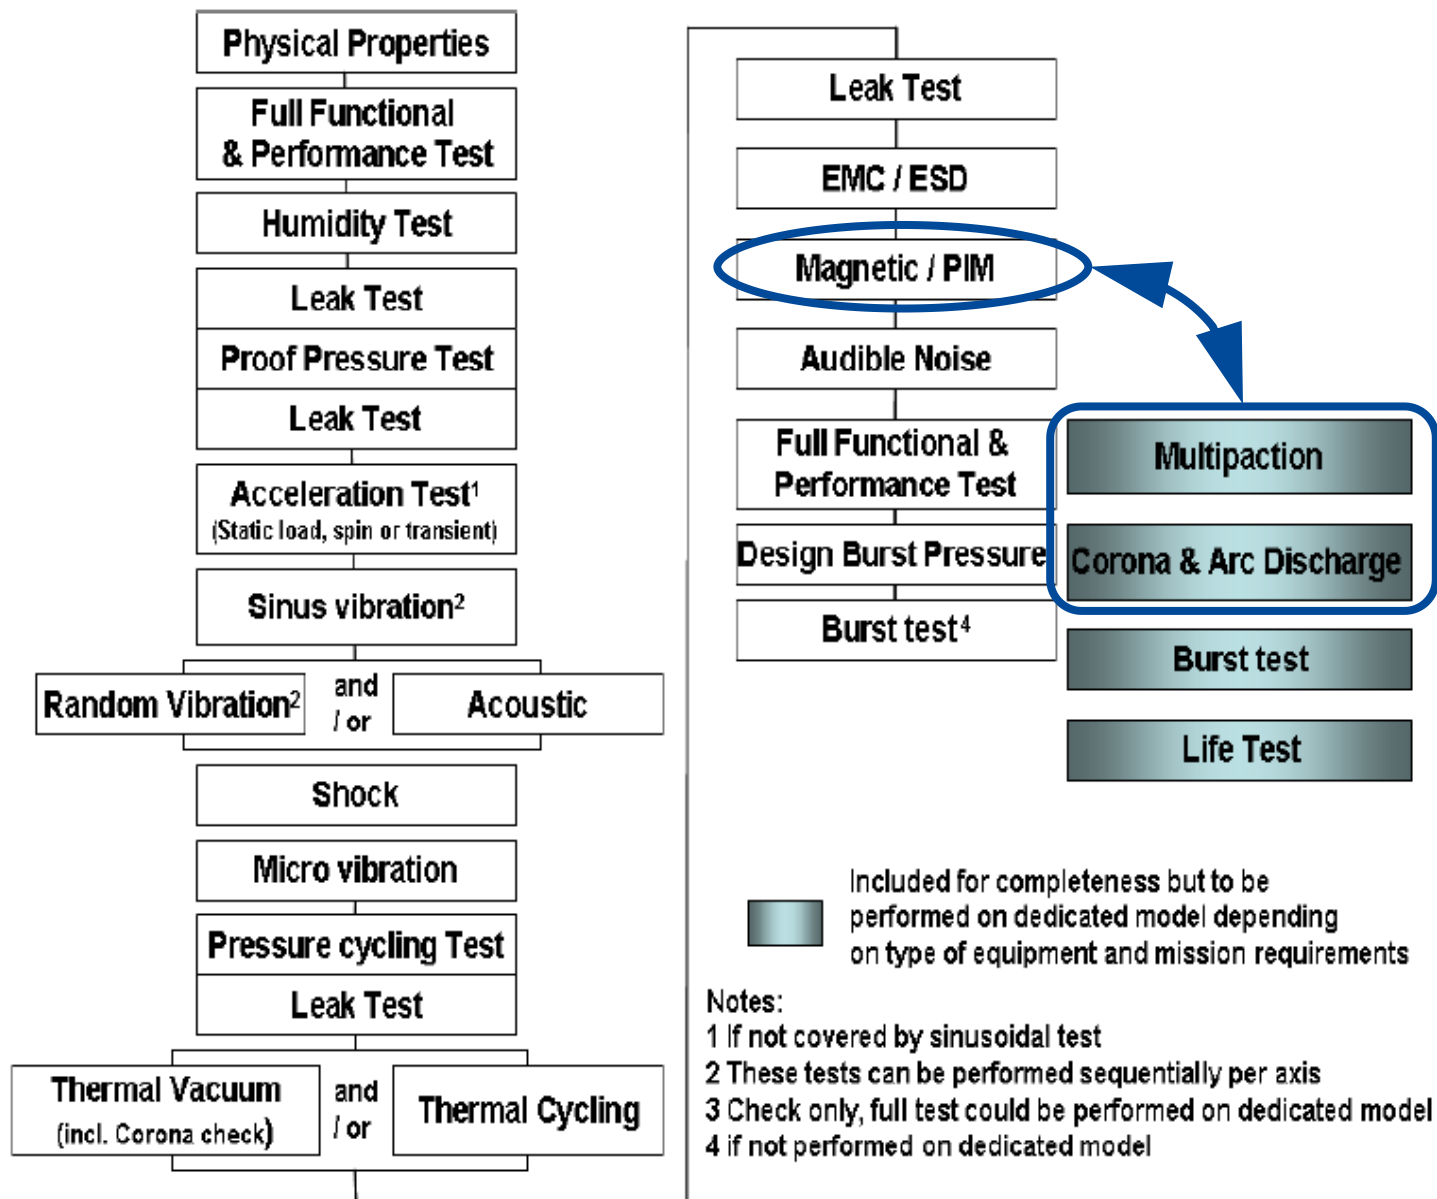 Physical Properties
Full Functional
& Performance Test
Humidity Test
Leak Test
Proof Pressure Test
Leak Test
Acceleration Test1
(Static load, spin or transient)
Sinus vibration2
Random Vibration2
and
/ or
Acoustic
Shock
Micro vibration
Pressure cycling Test
Leak Test
Thermal Vacuum
(incl. Corona check)
and
/ or
Thermal Cycling
Leak Test
EMC / ESD
Magnetic / PIM
Audible Noise
Full Functional &
Performance Test
Design Burst Pressure
Burst test4
Multipaction
Corona & Arc Discharge
Burst test
Life Test
Included for completeness but to be
performed on dedicated model depending
on type of equipment and mission requirements
Notes:
1 If not covered by sinusoidal test
2 These tests can be performed sequentially per axis
3 Check only, full test could be performed on dedicated model
4 if not performed on dedicated model